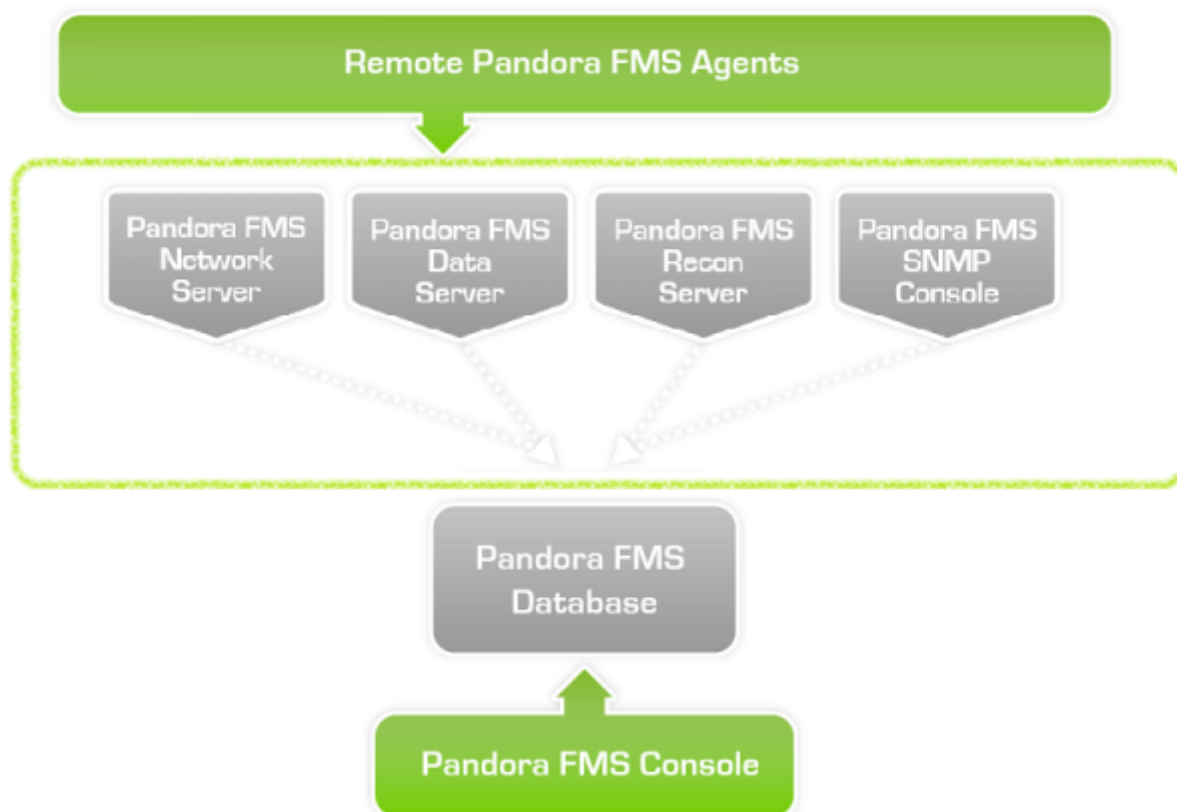 Remote Pandora FMS Agents
Pandora FMS
Network
Server
Pandora FMS
Data
Server
Pandora FMS
Recon
Server
Pandora FMS
SNMP
Console
Pandora FMS
Database
Pandora FMS Console